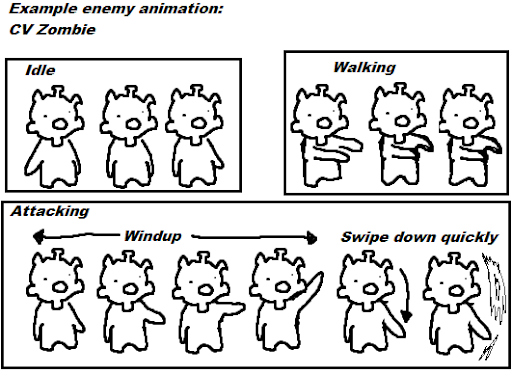 Example enemy animation:
CV Zombie
Idle
Walking
Attacking
Windup
Swipe down quickly